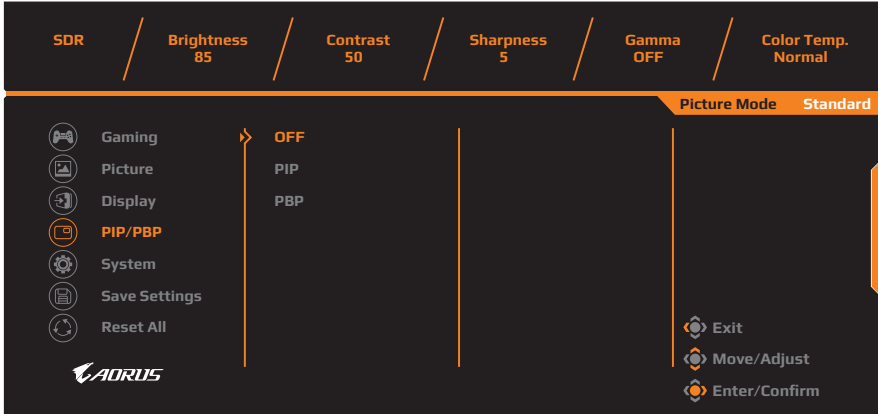 SDR Brightness Contrast Sharpness Gamma Color Temp.
85 50 5 OFF Normal
Picture Mode Standard
Gaming OFF
Picture PIP
Display PBP
PIP/PBP
System
Save Settings
Reset All
Exit
Move/Adjust
AORUS
Enter/Confirm